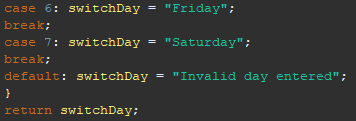 case 6: switchDay = "Friday";
break;
case 7: switchDay = "Saturday";
break;
default: switchDay = "Invalid day entered";
}
return switchDay;